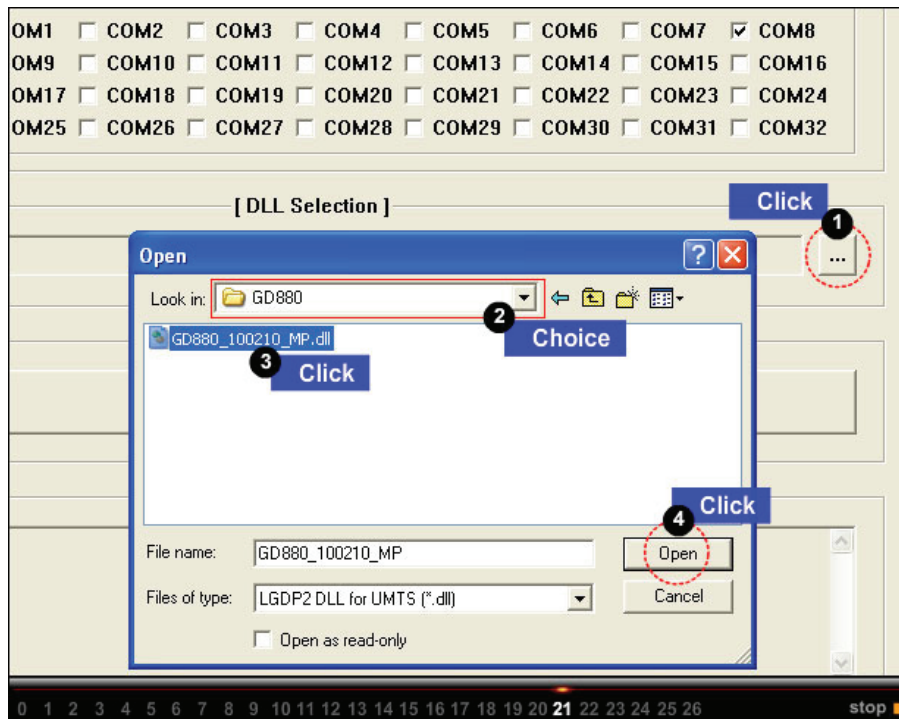 OM1 COM2 COM3 COM4 COM5 COM6 COM7 COM8
OM9 COM10 COM11 COM12 COM13 COM14 COM15 COM16
OM17 COM18 COM19 COM20 COM21 COM22 COM23 COM24
OM25 COM26 COM27 COM28 COM29 COM30 COM31 COM32
[ DLL Selection ]
Click
1
...
Open
Look in: GD880
2
Choice
GD880_100210_MP.dll
3
Click
Click
4
File name: GD880_100210_MP Open
Files of type: LGDP2 DLL for UMTS (*.dll) Cancel
Open as read-only
0 1 2 3 4 5 6 7 8 9 10 11 12 13 14 15 16 17 18 19 20 21 22 23 24 25 26 stop